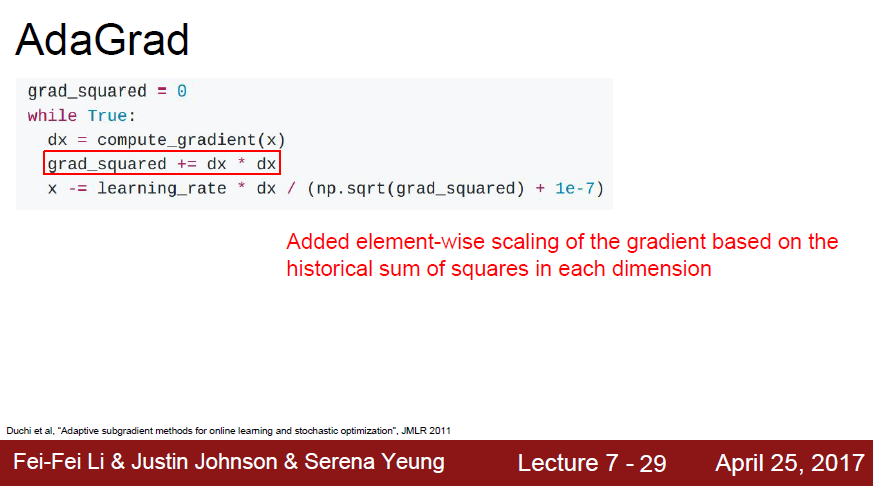 AdaGrad
grad_squared = 0
while True:
dx = compute_gradient(x)
grad_squared += dx * dx
x -= learning_rate * dx / (np.sqrt(grad_squared) + 1e-7)
Added element-wise scaling of the gradient based on the
historical sum of squares in each dimension
Duchi et al, "Adaptive subgradient methods for online learning and stochastic optimization", JMLR 2011
Fei-Fei Li & Justin Johnson & Serena Yeung Lecture 7 - 29 April 25, 2017